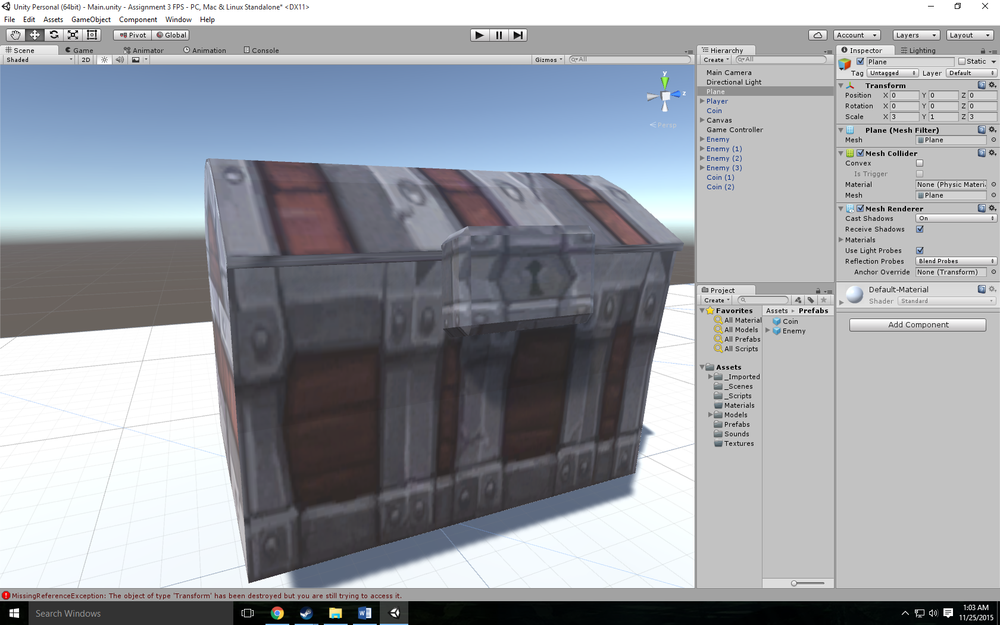 Unity Personal (64bit) - Main.unity - Assignment 3 FPS - PC, Mac & Linux Standalone* <DX11>
File Edit Assets GameObject Component Window Help
Pivot Global Account Layers Layout
Scene Game Animator Animation Console
Shaded 2D Gizmos All
y
z
Persp
Hierarchy
Create All
Main Camera
Directional Light
Plane
Player
Coin
Canvas
Game Controller
Enemy
Enemy (1)
Enemy (2)
Enemy (3)
Coin (1)
Coin (2)
Project
Create
Favorites
All Material
All Models
All Prefabs
All Scripts
Assets
_Imported
_Scenes
_Scripts
Materials
Models
Prefabs
Sounds
Textures
Assets Prefabs
Coin
Enemy
Inspector Lighting
Plane Static
Tag Untagged Layer Default
Transform
Position X 0 Y 0 Z 0
Rotation X 0 Y 0 Z 0
Scale X 3 Y 1 Z 3
Plane (Mesh Filter)
Mesh Plane
Mesh Collider
Convex
Is Trigger
Material None (Physic Materi
Mesh Plane
Mesh Renderer
Cast Shadows On
Receive Shadows
Materials
Use Light Probes
Reflection Probes Blend Probes
Anchor Override None (Transform)
Default-Material
Shader Standard
Add Component
MissingReferenceException: The object of type 'Transform' has been destroyed but you are still trying to access it.
Search Windows
1:03 AM
11/25/2015